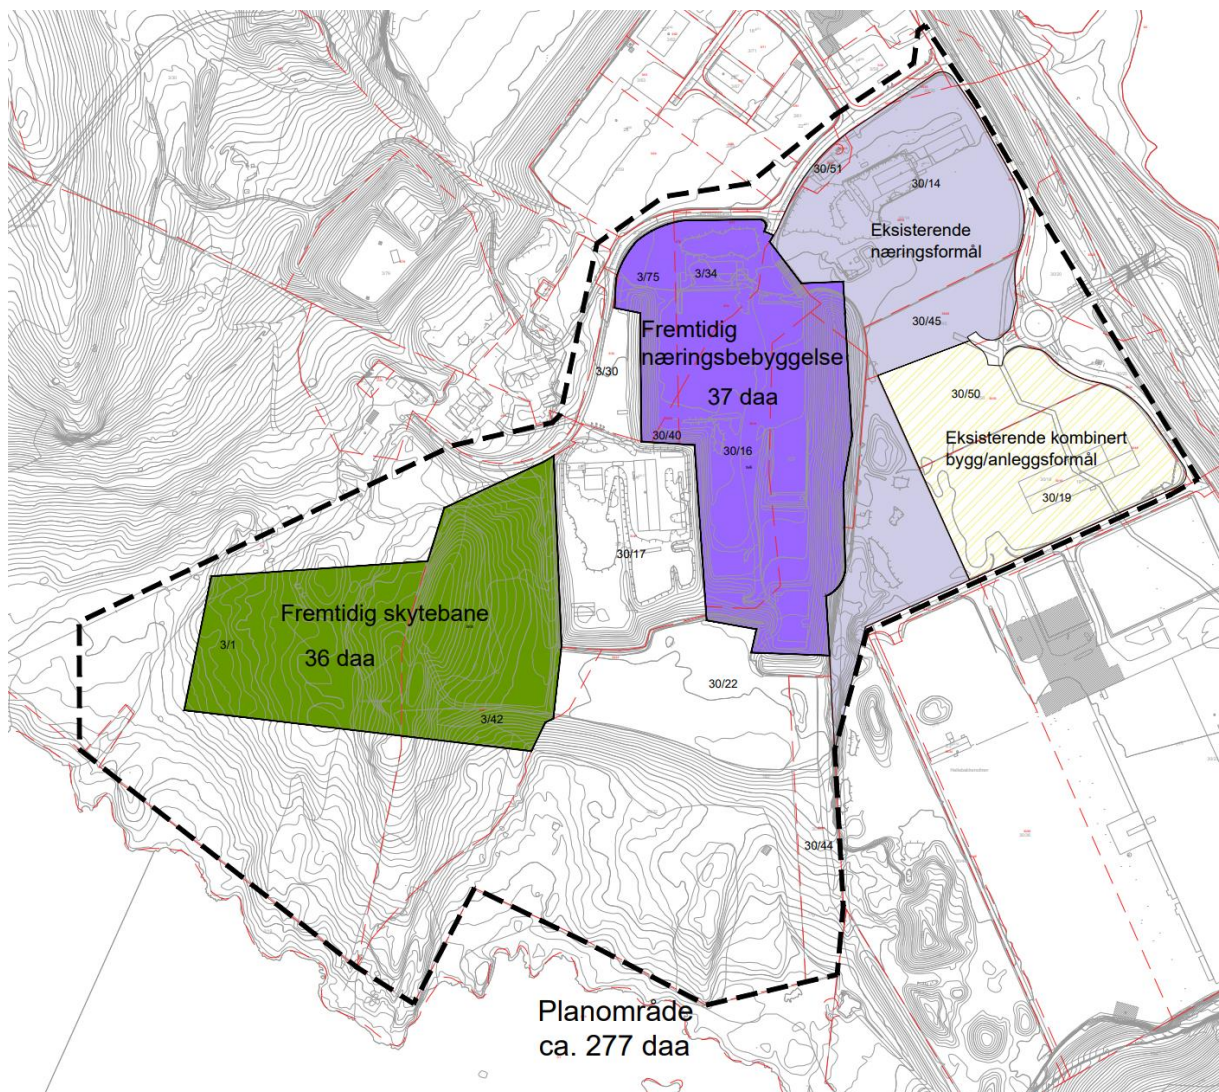 30/51
30/14
Eksisterende
næringsformål
3/75
3/34
30/45
Fremtidig
næringsbebyggelse
37 daa
3/30
30/50
30/40
30/16
Eksisterende kombinert
bygg/anleggsformål
30/19
30/17
Fremtidig skytebane
36 daa
3/1
30/22
3/42
30/44
Planområde
ca. 277 daa